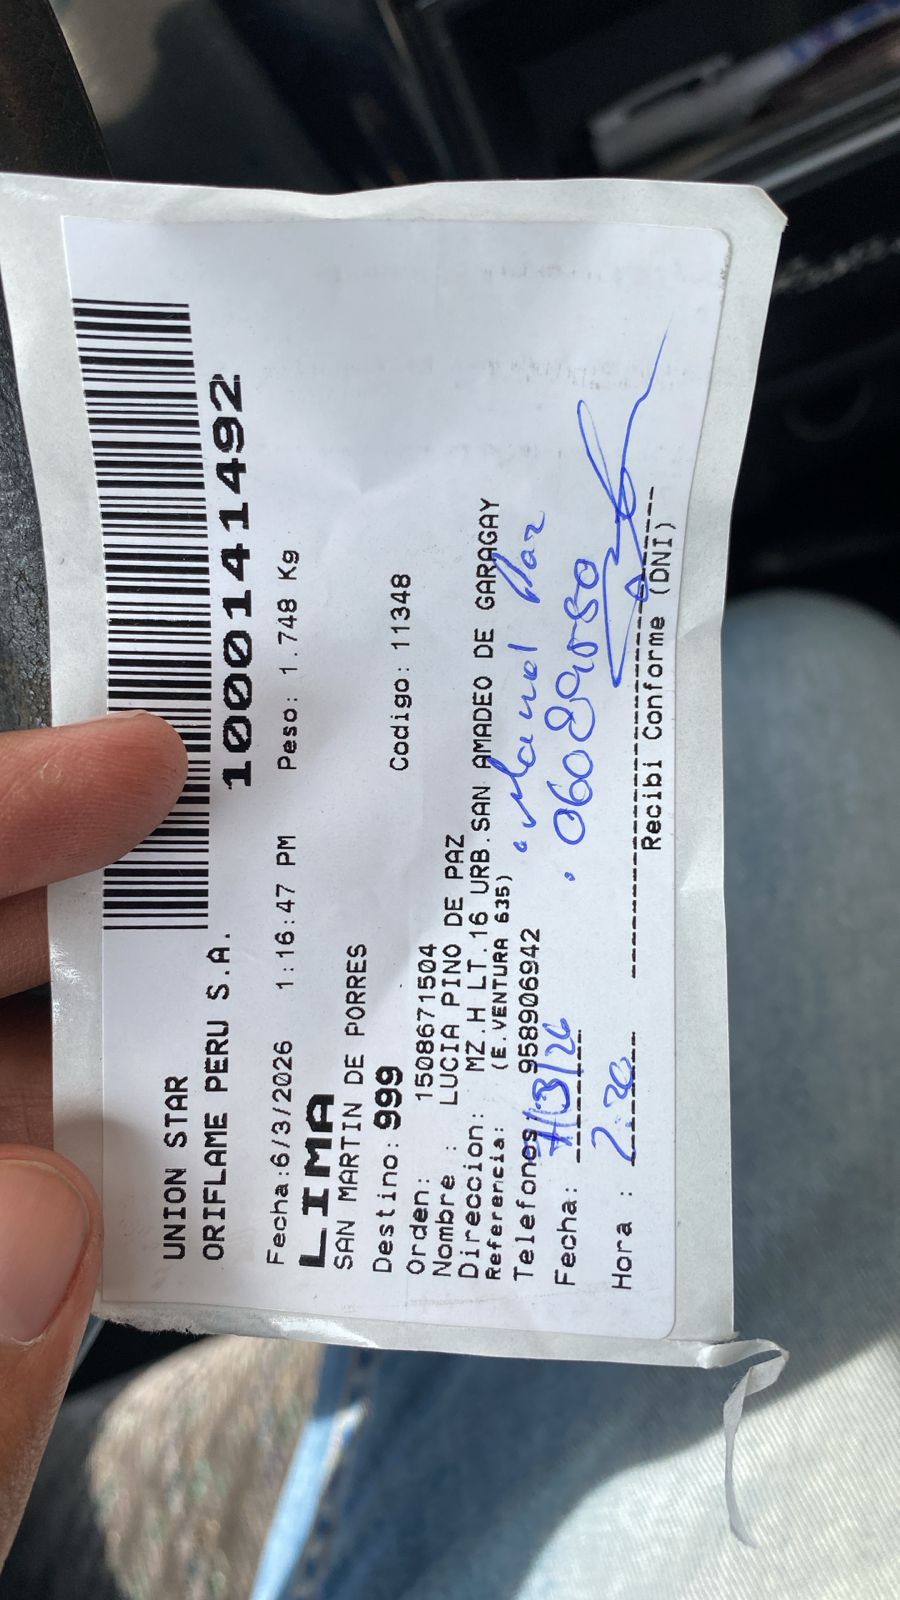 UNION STAR
ORIFLAME PERU S.A.
1000141492
Fecha:6/3/2026 1:16:47 PM Peso: 1.748 Kg
LIMA
SAN MARTIN DE PORRES
Destino: 999 Codigo: 11348
Orden: 1508671504
Nombre : LUCIA PINO DE PAZ
Direccion: MZ.H LT.16 URB.SAN AMADEO DE GARAGAY
Referencia: (E.VENTURA 635)
Telefonos: 958906942
Fecha: 7/3/26
Hora : 2:20
Recibi Conforme (DNI)